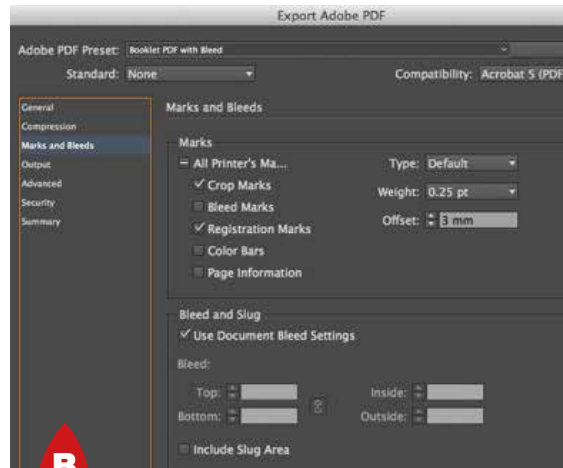 Export Adobe PDF
Adobe PDF Preset: Booklet PDF with Bleed
Standard: None Compatibility: Acrobat 5 (PDF
General
Compression
Marks and Bleeds
Output
Advanced
Security
Summary
Marks and Bleeds
Marks
All Printer's Ma...
Crop Marks
Bleed Marks
Registration Marks
Color Bars
Page Information
Type: Default
Weight: 0.25 pt
Offset: 3 mm
Bleed and Slug
Use Document Bleed Settings
Bleed:
Top: Inside:
Bottom: Outside:
Include Slug Area
B